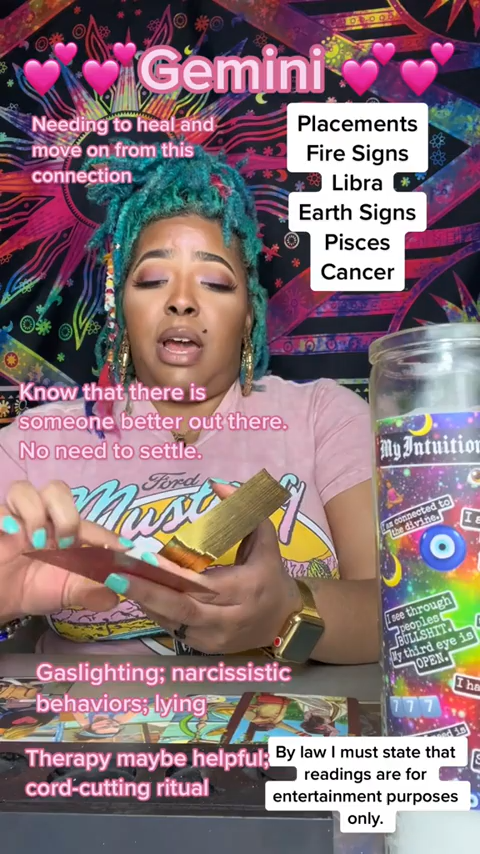 Gemini
Needing to heal and
move on from this
connection
Placements
Fire Signs
Libra
Earth Signs
Pisces
Cancer
Know that there is
someone better out there.
No need to settle.
Ford
Mustang
My Intuition
I am connected to
the divine.
I see through
peoples
BULLSHIT.
My third eye is
OPEN.
777
Gaslighting; narcissistic
behaviors; lying
Therapy maybe helpful;
cord-cutting ritual
By law I must state that
readings are for
entertainment purposes
only.